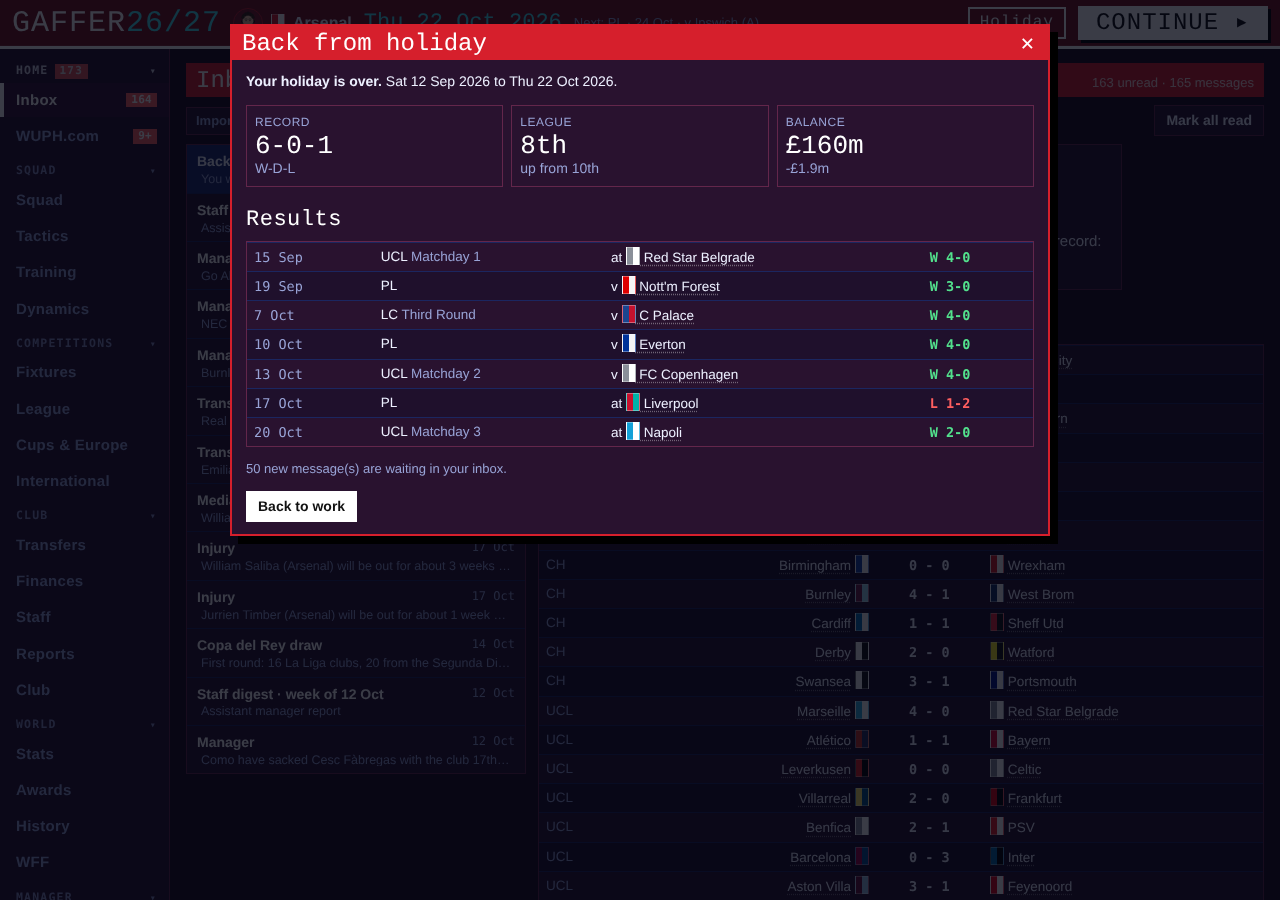 GAFFER26/27 Arsenal Thu 22 Oct 2026 Next: PL · 24 Oct · v Ipswich (A) Holiday CONTINUE ▸
HOME 173
Inbox 164
WUPH.com 9+
SQUAD
Squad
Tactics
Training
Dynamics
COMPETITIONS
Fixtures
League
Cups & Europe
International
CLUB
Transfers
Finances
Staff
Reports
Club
WORLD
Stats
Awards
History
WFF
MANAGER
163 unread · 165 messages
Mark all read
Back from holiday ✕
Your holiday is over. Sat 12 Sep 2026 to Thu 22 Oct 2026.
RECORD
6-0-1
W-D-L
LEAGUE
8th
up from 10th
BALANCE
£160m
-£1.9m
Results
15 Sep UCL Matchday 1 at Red Star Belgrade W 4-0
19 Sep PL v Nott'm Forest W 3-0
7 Oct LC Third Round v C Palace W 4-0
10 Oct PL v Everton W 4-0
13 Oct UCL Matchday 2 v FC Copenhagen W 4-0
17 Oct PL at Liverpool L 1-2
20 Oct UCL Matchday 3 at Napoli W 2-0
50 new message(s) are waiting in your inbox.
Back to work
record:
Injury 17 Oct
William Saliba (Arsenal) will be out for about 3 weeks …
Injury 17 Oct
Jurrien Timber (Arsenal) will be out for about 1 week …
Copa del Rey draw 14 Oct
First round: 16 La Liga clubs, 20 from the Segunda Di…
Staff digest · week of 12 Oct 12 Oct
Assistant manager report
Manager 12 Oct
Como have sacked Cesc Fàbregas with the club 17th…
CH Birmingham 0 - 0 Wrexham
CH Burnley 4 - 1 West Brom
CH Cardiff 1 - 1 Sheff Utd
CH Derby 2 - 0 Watford
CH Swansea 3 - 1 Portsmouth
UCL Marseille 4 - 0 Red Star Belgrade
UCL Atlético 1 - 1 Bayern
UCL Leverkusen 0 - 0 Celtic
UCL Villarreal 2 - 0 Frankfurt
UCL Benfica 2 - 1 PSV
UCL Barcelona 0 - 3 Inter
UCL Aston Villa 3 - 1 Feyenoord